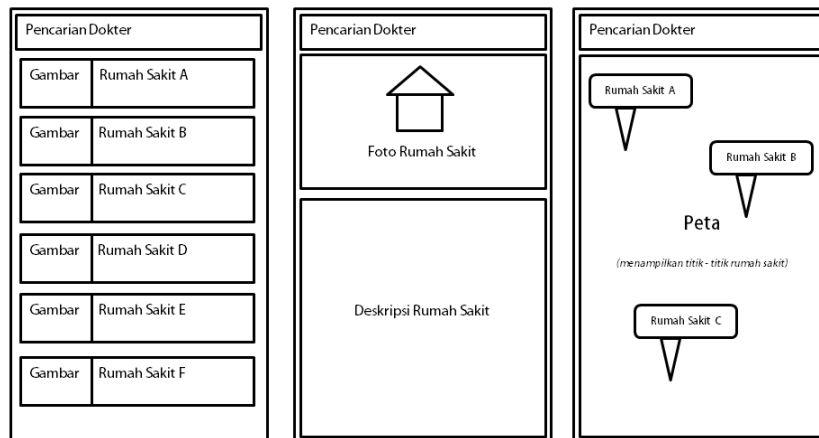 Pencarian Dokter
Gambar Rumah Sakit A
Gambar Rumah Sakit B
Gambar Rumah Sakit C
Gambar Rumah Sakit D
Gambar Rumah Sakit E
Gambar Rumah Sakit F
Pencarian Dokter
Foto Rumah Sakit
Deskripsi Rumah Sakit
Pencarian Dokter
Rumah Sakit A
Rumah Sakit B
Peta
(menampilkan titik - titik rumah sakit)
Rumah Sakit C